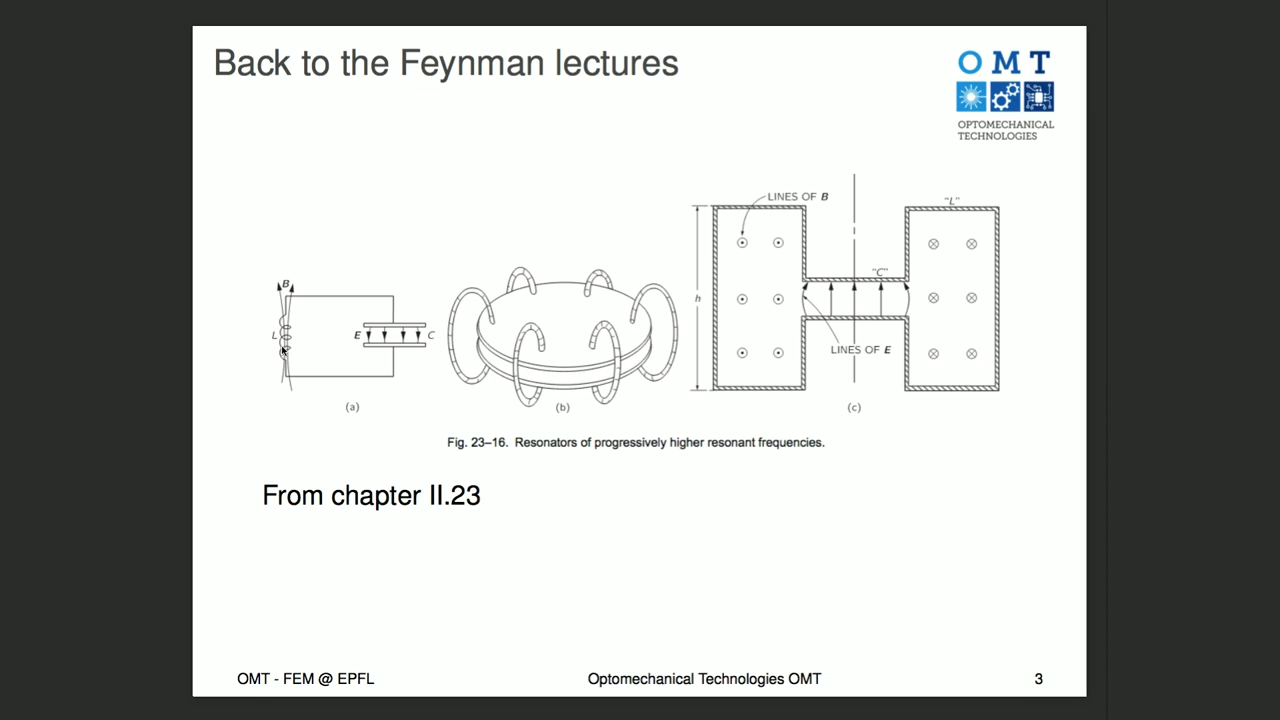 Back to the Feynman lectures
O M T
OPTOMECHANICAL
TECHNOLOGIES
LINES OF B
"L"
"C"
h
LINES OF E
B
L
E
C
(a)
(b)
(c)
Fig. 23–16. Resonators of progressively higher resonant frequencies.
From chapter II.23
OMT - FEM @ EPFL
Optomechanical Technologies OMT
3